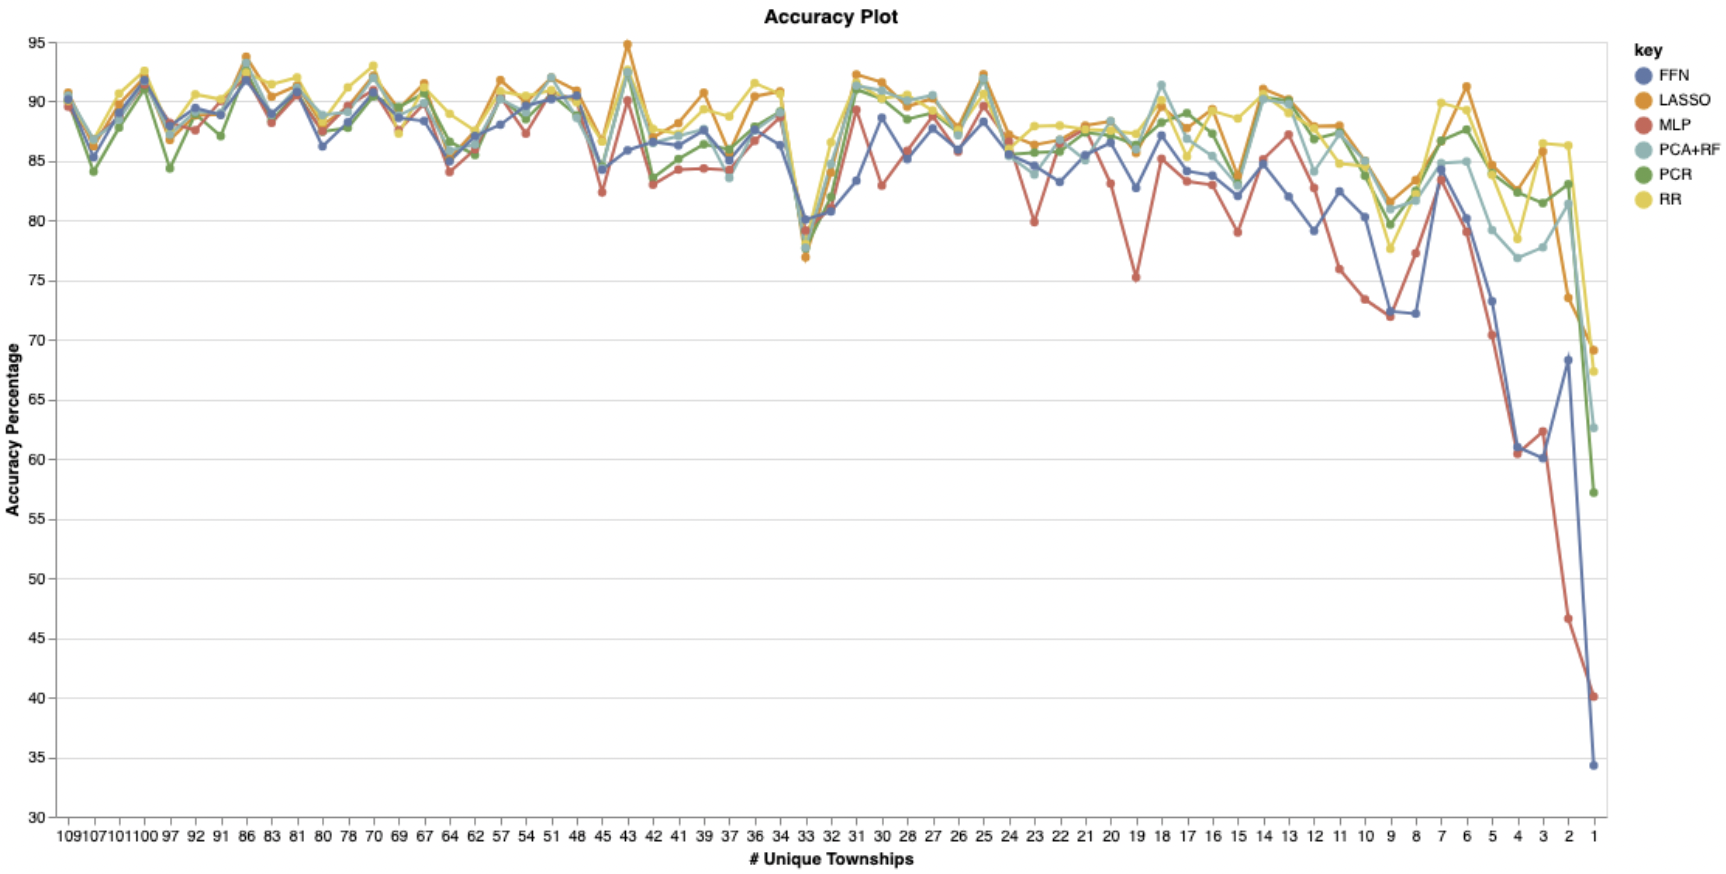 Accuracy Plot
key
FFN
LASSO
MLP
PCA+RF
PCR
RR
Accuracy Percentage
95
90
85
80
75
70
65
60
55
50
45
40
35
30
109 107 101 100 97 92 91 86 83 81 80 78 70 69 67 64 62 57 54 51 48 45 43 42 41 39 37 36 34 33 32 31 30 28 27 26 25 24 23 22 21 20 19 18 17 16 15 14 13 12 11 10 9 8 7 6 5 4 3 2 1
# Unique Townships